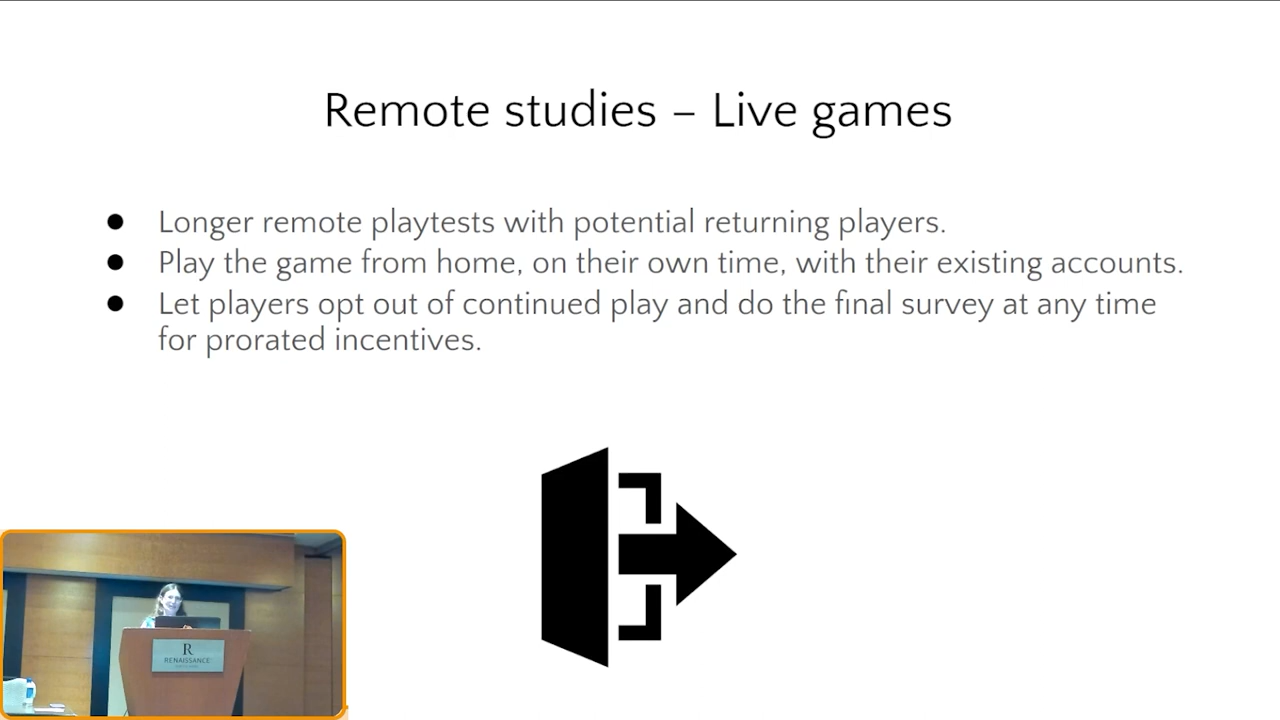 Remote studies – Live games
● Longer remote playtests with potential returning players.
● Play the game from home, on their own time, with their existing accounts.
● Let players opt out of continued play and do the final survey at any time
for prorated incentives.
R
RENAISSANCE